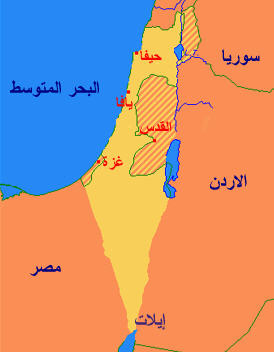 حيفا
سوريا
البحر المتوسط
يافا
القدس
غزة
الاردن
مصر
إيلات